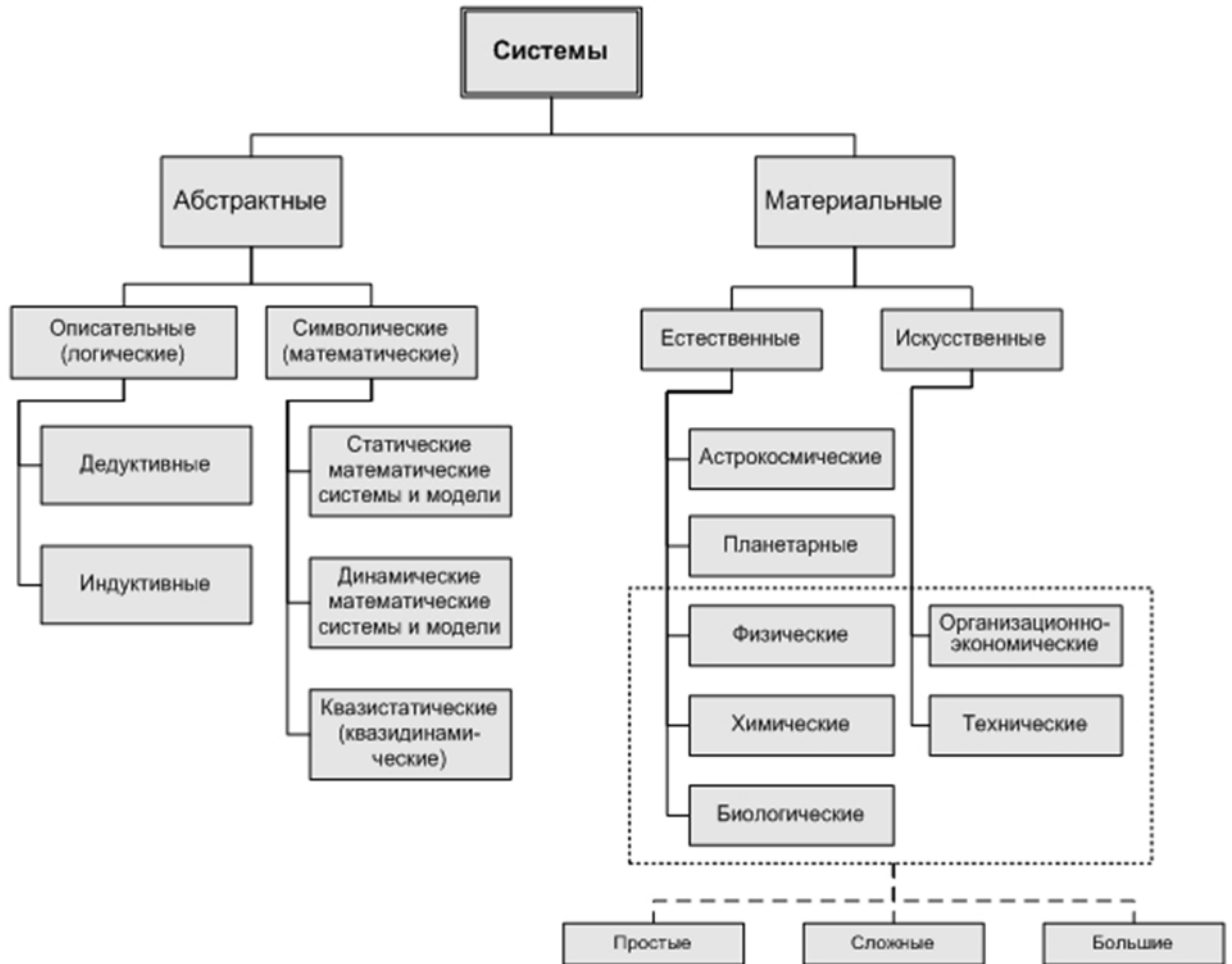 Системы
Абстрактные
Материальные
Описательные
(логические)
Символические
(математические)
Естественные
Искусственные
Дедуктивные
Индуктивные
Статические
математические
системы и модели
Динамические
математические
системы и модели
Квазистатические
(квазидинами-
ческие)
Астрокосмические
Планетарные
Физические
Химические
Биологические
Организационно-
экономические
Технические
Простые
Сложные
Большие